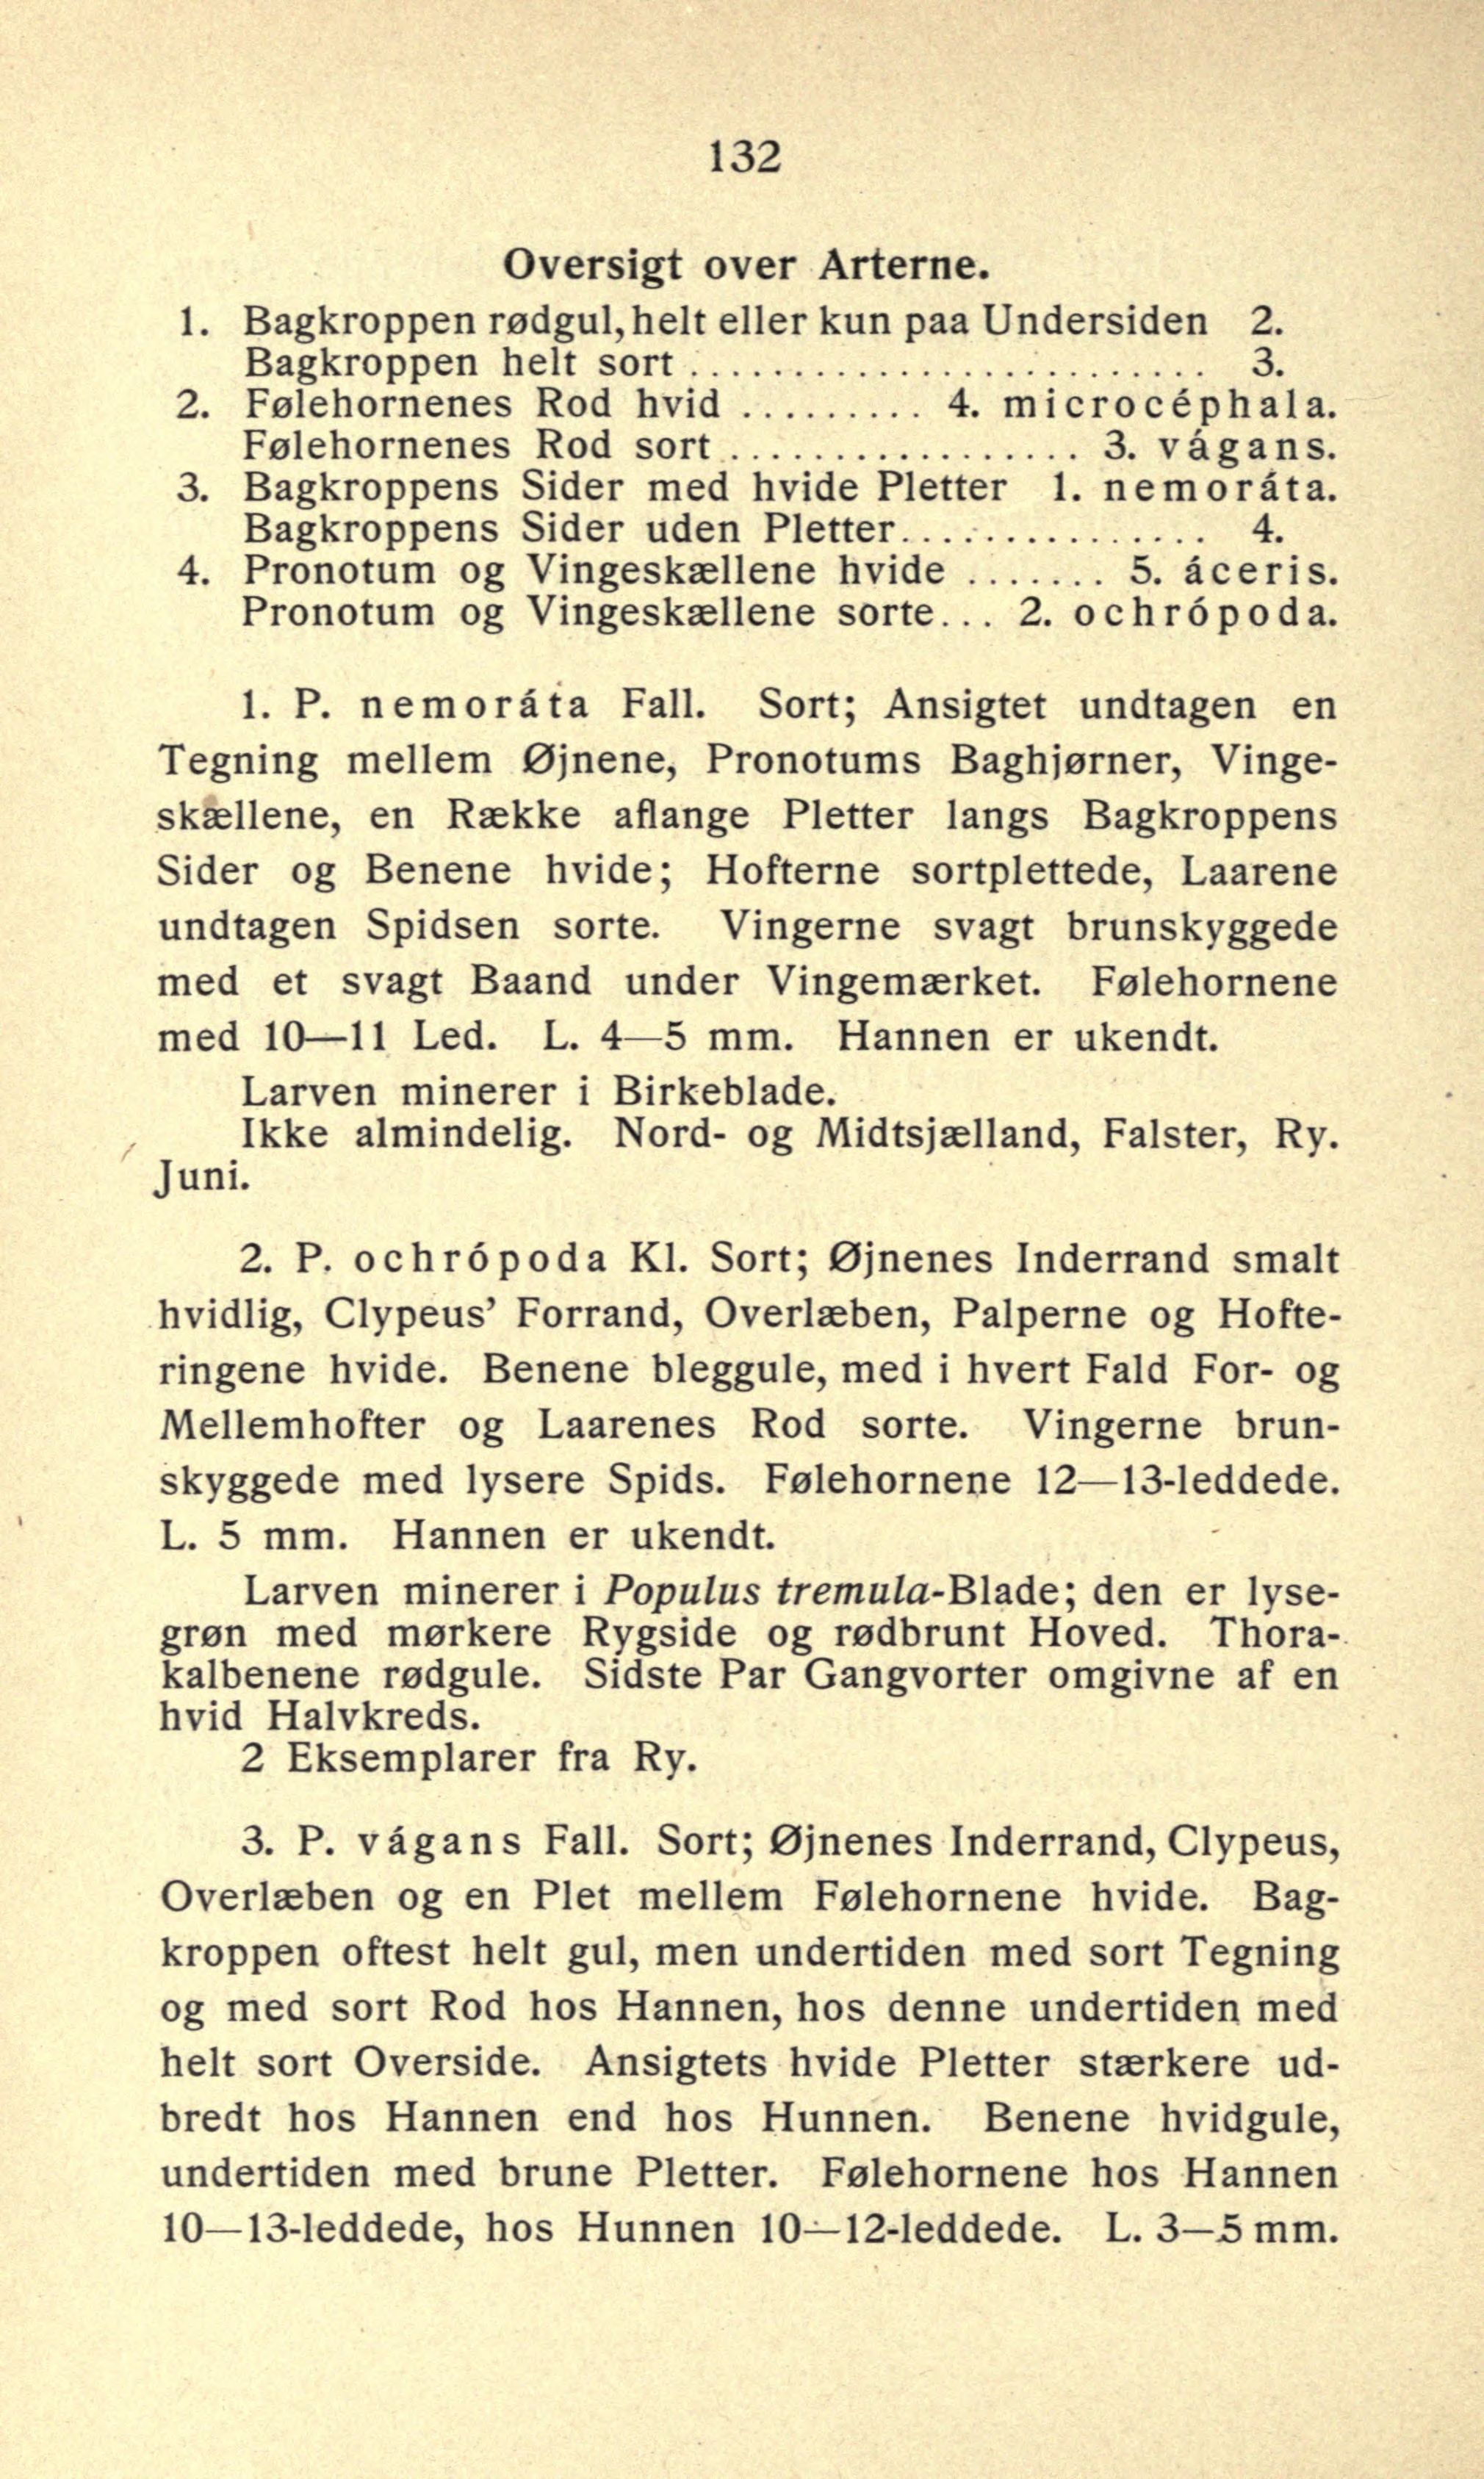 132
Oversigt over Arterne.
1. Bagkroppen rødgul, helt eller kun paa Undersiden 2.
Bagkroppen helt sort ......................... 3.
2. Følehornenes Rod hvid ......... 4. microcéphala.
Følehornenes Rod sort ................. 3. vágans.
3. Bagkroppens Sider med hvide Pletter 1. nemoráta.
Bagkroppens Sider uden Pletter............... 4.
4. Pronotum og Vingeskællene hvide ....... 5. áceris.
Pronotum og Vingeskællene sorte... 2. ochrópoda.
1. P. nemoráta Fall. Sort; Ansigtet undtagen en
Tegning mellem Øjnene, Pronotums Baghjørner, Vinge-
skællene, en Række aflange Pletter langs Bagkroppens
Sider og Benene hvide; Hofterne sortplettede, Laarene
undtagen Spidsen sorte. Vingerne svagt brunskyggede
med et svagt Baand under Vingemærket. Følehornene
med 10—11 Led. L. 4—5 mm. Hannen er ukendt.
Larven minerer i Birkeblade.
Ikke almindelig. Nord- og Midtsjælland, Falster, Ry.
Juni.
2. P. ochrópoda Kl. Sort; Øjnenes Inderrand smalt
hvidlig, Clypeus’ Forrand, Overlæben, Palperne og Hofte-
ringene hvide. Benene bleggule, med i hvert Fald For- og
Mellemhofter og Laarenes Rod sorte. Vingerne brun-
skyggede med lysere Spids. Følehornene 12—13-leddede.
L. 5 mm. Hannen er ukendt.
Larven minerer i Populus tremula-Blade; den er lyse-
grøn med mørkere Rygside og rødbrunt Hoved. Thora-
kalbenene rødgule. Sidste Par Gangvorter omgivne af en
hvid Halvkreds.
2 Eksemplarer fra Ry.
3. P. vágans Fall. Sort; Øjnenes Inderrand, Clypeus,
Overlæben og en Plet mellem Følehornene hvide. Bag-
kroppen oftest helt gul, men undertiden med sort Tegning
og med sort Rod hos Hannen, hos denne undertiden med
helt sort Overside. Ansigtets hvide Pletter stærkere ud-
bredt hos Hannen end hos Hunnen. Benene hvidgule,
undertiden med brune Pletter. Følehornene hos Hannen
10—13-leddede, hos Hunnen 10—12-leddede. L. 3—5 mm.